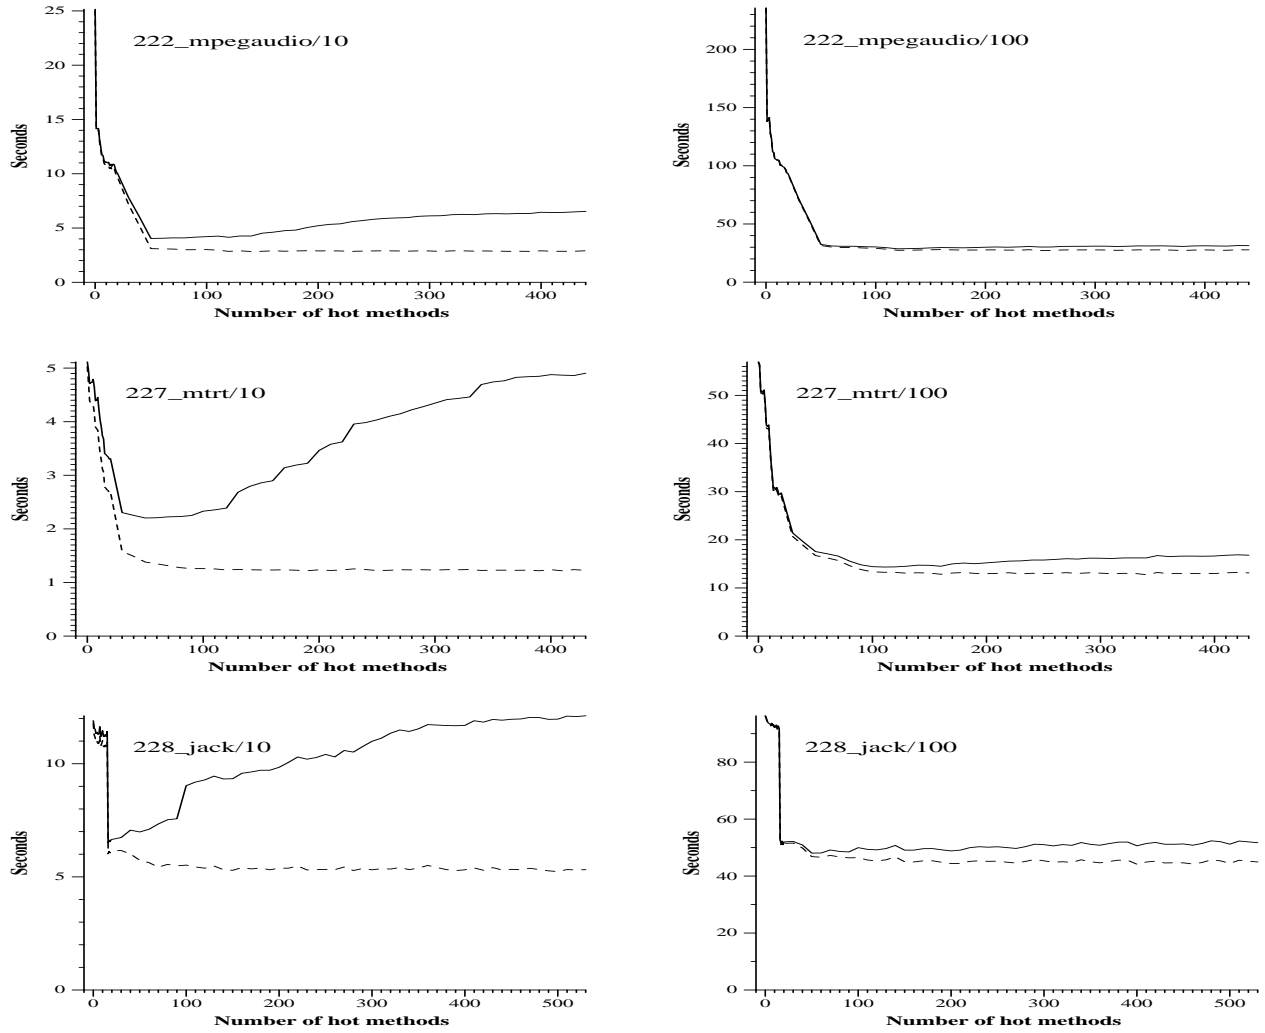 222_mpegaudio/10
Seconds
25
20
15
10
5
0
0 100 200 300 400
Number of hot methods
222_mpegaudio/100
Seconds
200
150
100
50
0
0 100 200 300 400
Number of hot methods
227_mtrt/10
Seconds
5
4
3
2
1
0
0 100 200 300 400
Number of hot methods
227_mtrt/100
Seconds
50
40
30
20
10
0
0 100 200 300 400
Number of hot methods
228_jack/10
Seconds
10
5
0
0 100 200 300 400 500
Number of hot methods
228_jack/100
Seconds
80
60
40
20
0
0 100 200 300 400 500
Number of hot methods